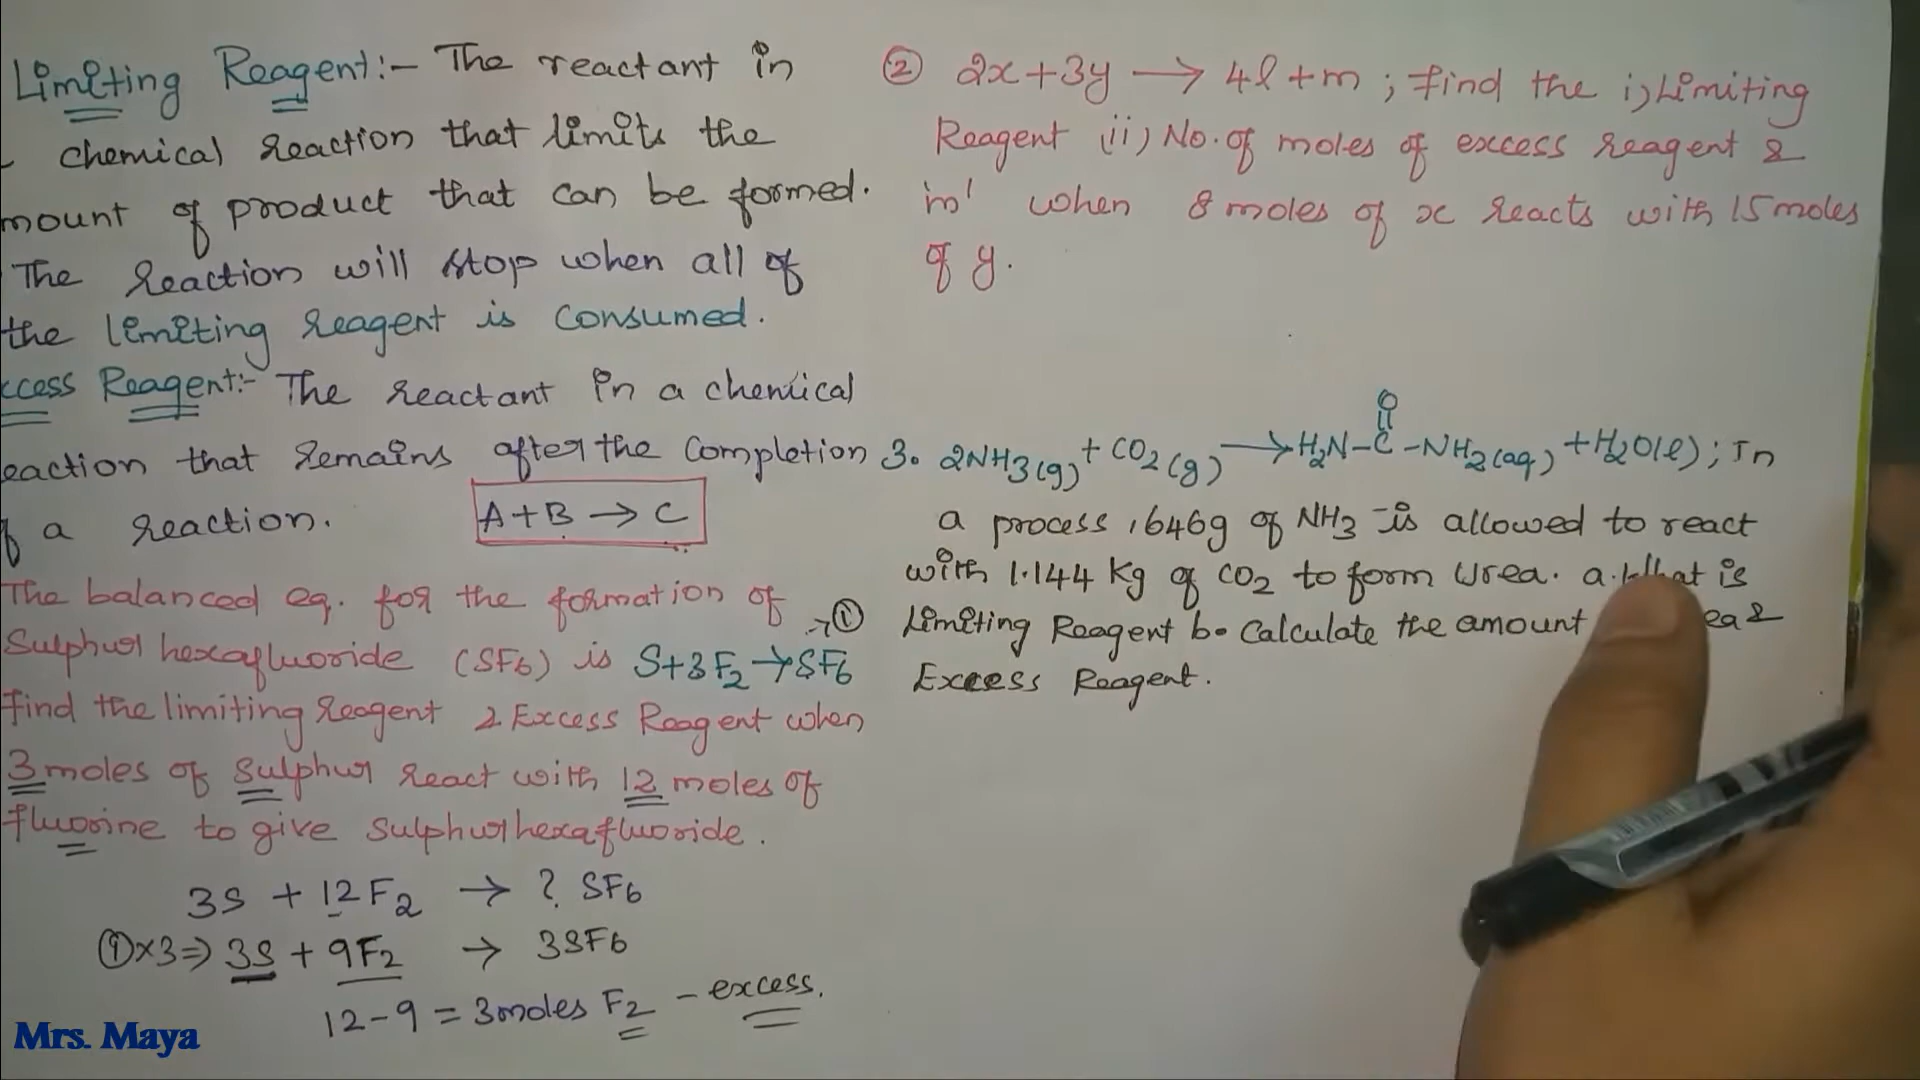 Limiting Reagent:- The reactant in
chemical reaction that limits the
mount of product that can be formed.
The reaction will stop when all of
the limiting reagent is consumed.
ccess Reagent:- The reactant in a chemical
eaction that remains after the completion
f a reaction.
A+B → C
The balanced eq. for the formation of
Sulphur hexafluoride (SF6) is S+3F2→SF6 →①
find the limiting reagent & Excess Reagent when
3 moles of sulphur react with 12 moles of
fluorine to give sulphurhexafluoride.
3S + 12F2 → ? SF6
①×3⇒ 3S + 9F2 → 3SF6
12-9 = 3moles F2 - excess.
② 2x+3y → 4l+m ; find the i) Limiting
Reagent (ii) No. of moles of excess reagent &
'm' when 8 moles of x reacts with 15 moles
of y.
O
||
3. 2NH3(g) + CO2(g) → H2N-C-NH2(aq) + H2O(l) ; In
a process, 646g of NH3 is allowed to react
with 1.144 Kg of CO2 to form Urea. a. What is
Limiting Reagent b. Calculate the amount ea &
Excess Reagent.
Mrs. Maya